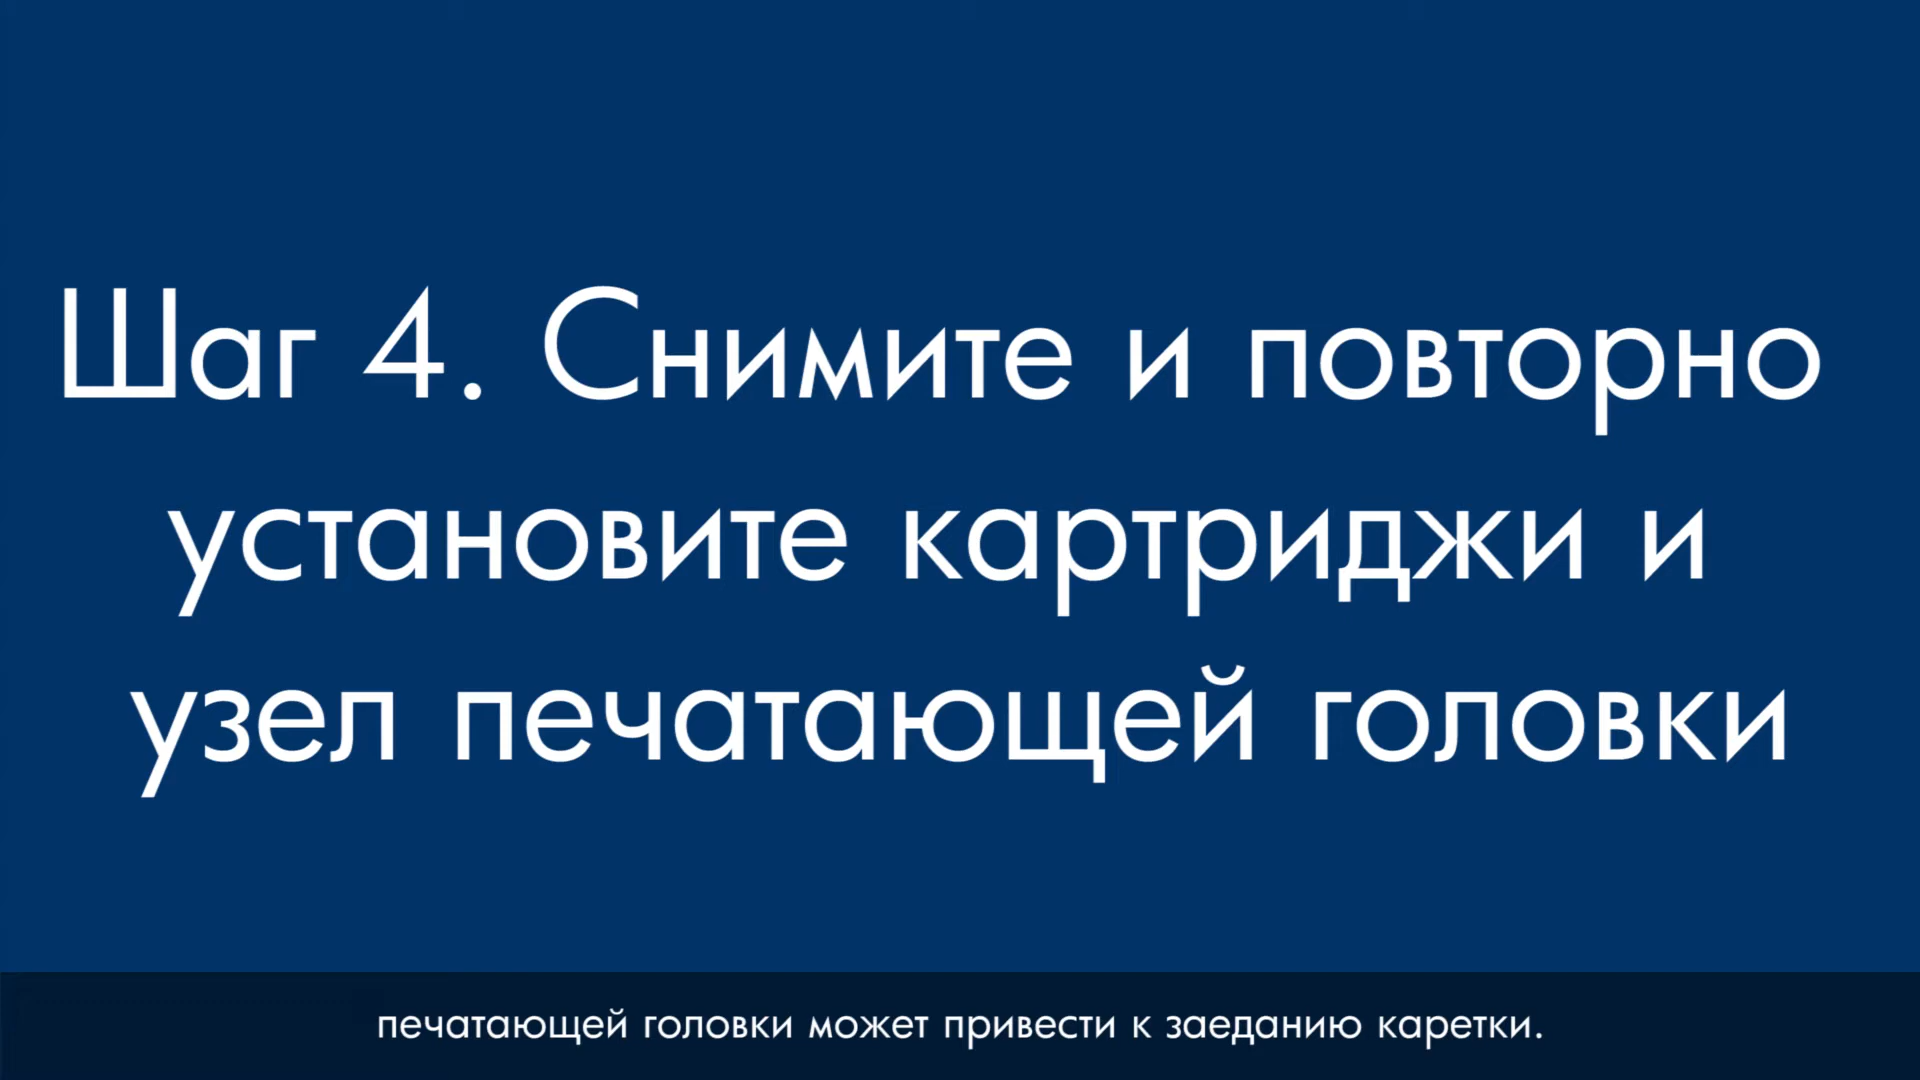 Шаг 4. Снимите и повторно
установите картриджи и
узел печатающей головки
печатающей головки может привести к заеданию каретки.